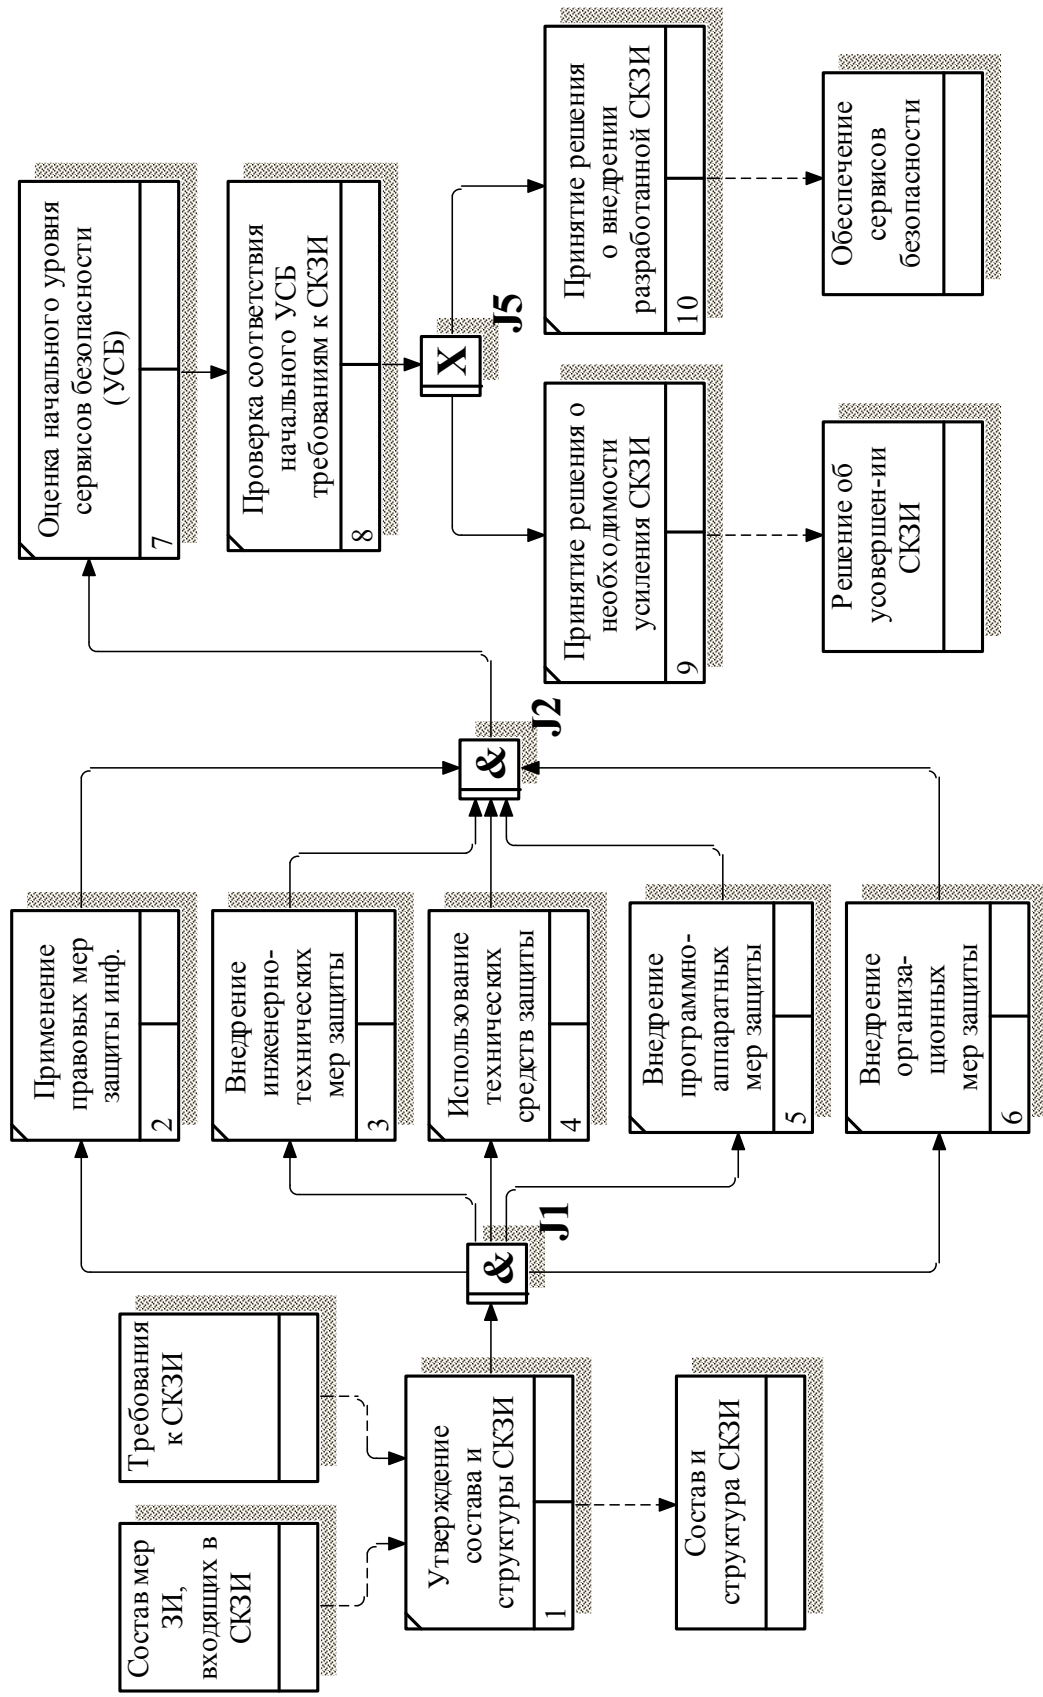 Состав мер
ЗИ,
входящих в
СКЗИ
Требования
к СКЗИ
Утверждение
состава и
структуры СКЗИ
1
Состав и
структура СКЗИ
&
J1
Применение
правовых мер
защиты инф.
2
Внедрение
инженерно-
технических
мер защиты
3
Использование
технических
средств защиты
4
Внедрение
программно-
аппаратных
мер защиты
5
Внедрение
организа-
ционных
мер защиты
6
&
J2
Оценка начального уровня
сервисов безопасности
(УСБ)
7
Проверка соответствия
начального УСБ
требованиям к СКЗИ
8
X
J5
Принятие решения о
необходимости
усиления СКЗИ
9
Принятие решения
о внедрении
разработанной СКЗИ
10
Решение об
усовершен-ии
СКЗИ
Обеспечение
сервисов
безопасности